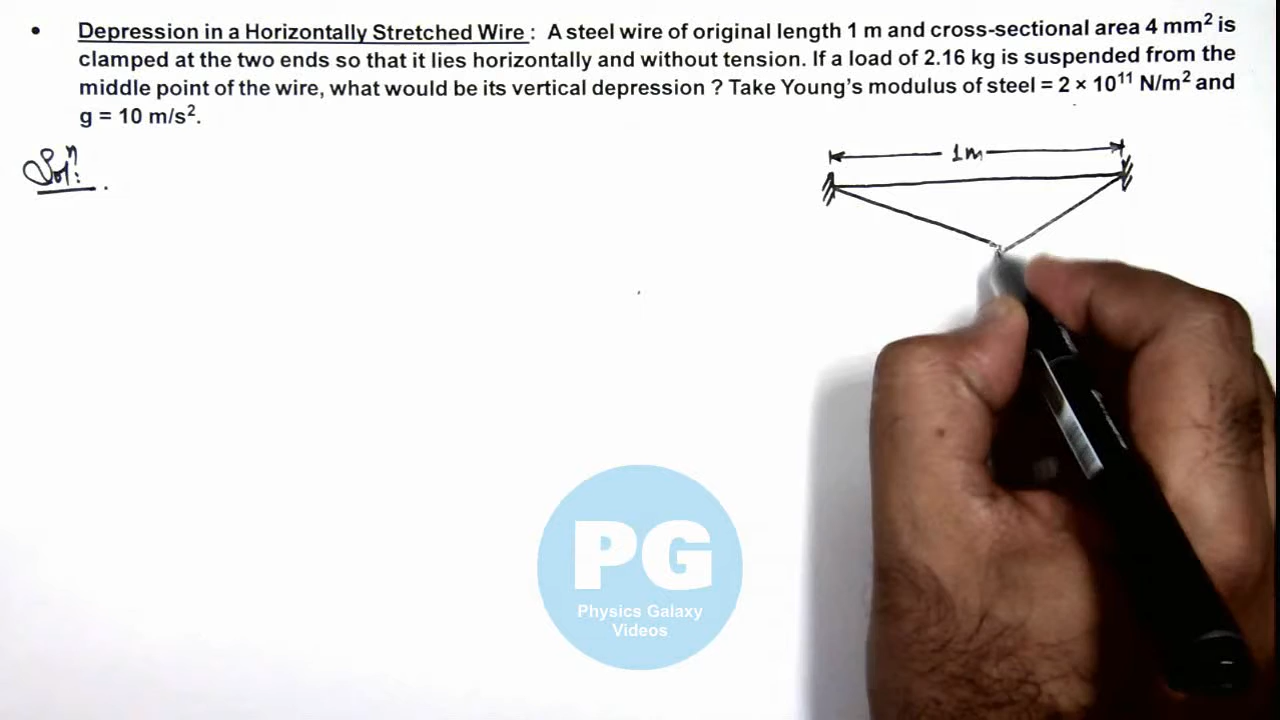 • Depression in a Horizontally Stretched Wire : A steel wire of original length 1 m and cross-sectional area 4 mm² is
clamped at the two ends so that it lies horizontally and without tension. If a load of 2.16 kg is suspended from the
middle point of the wire, what would be its vertical depression ? Take Young's modulus of steel = 2 × 10¹¹ N/m² and
g = 10 m/s².
Solⁿ:
1m
PG
Physics Galaxy
Videos